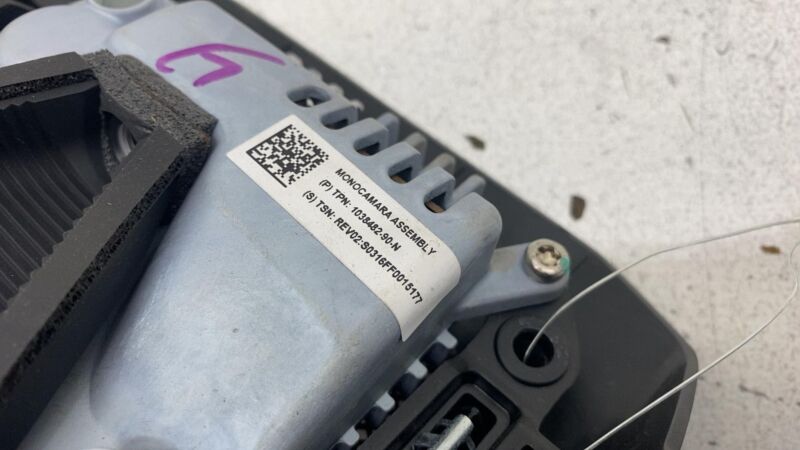 MONOCAMARA ASSEMBLY
(P) TPN: 1038482-90-N
(S) TSN: REV02:S0316FF0015177